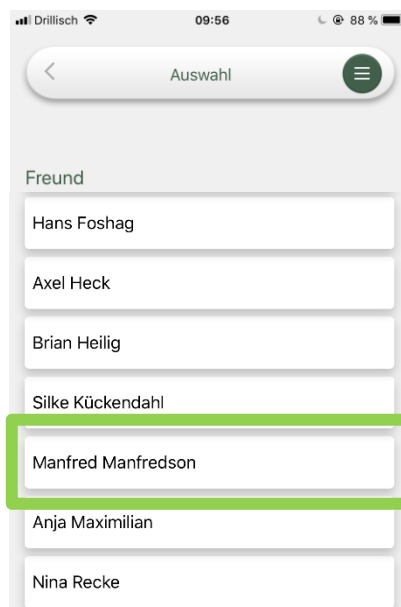 Drillisch 09:56 88 %
Auswahl
Freund
Hans Foshag
Axel Heck
Brian Heilig
Silke Kückendahl
Manfred Manfredson
Anja Maximilian
Nina Recke